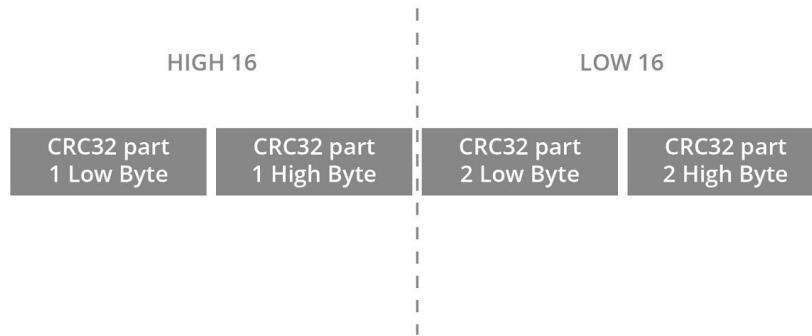 HIGH 16
LOW 16
CRC32 part
1 Low Byte
CRC32 part
1 High Byte
CRC32 part
2 Low Byte
CRC32 part
2 High Byte